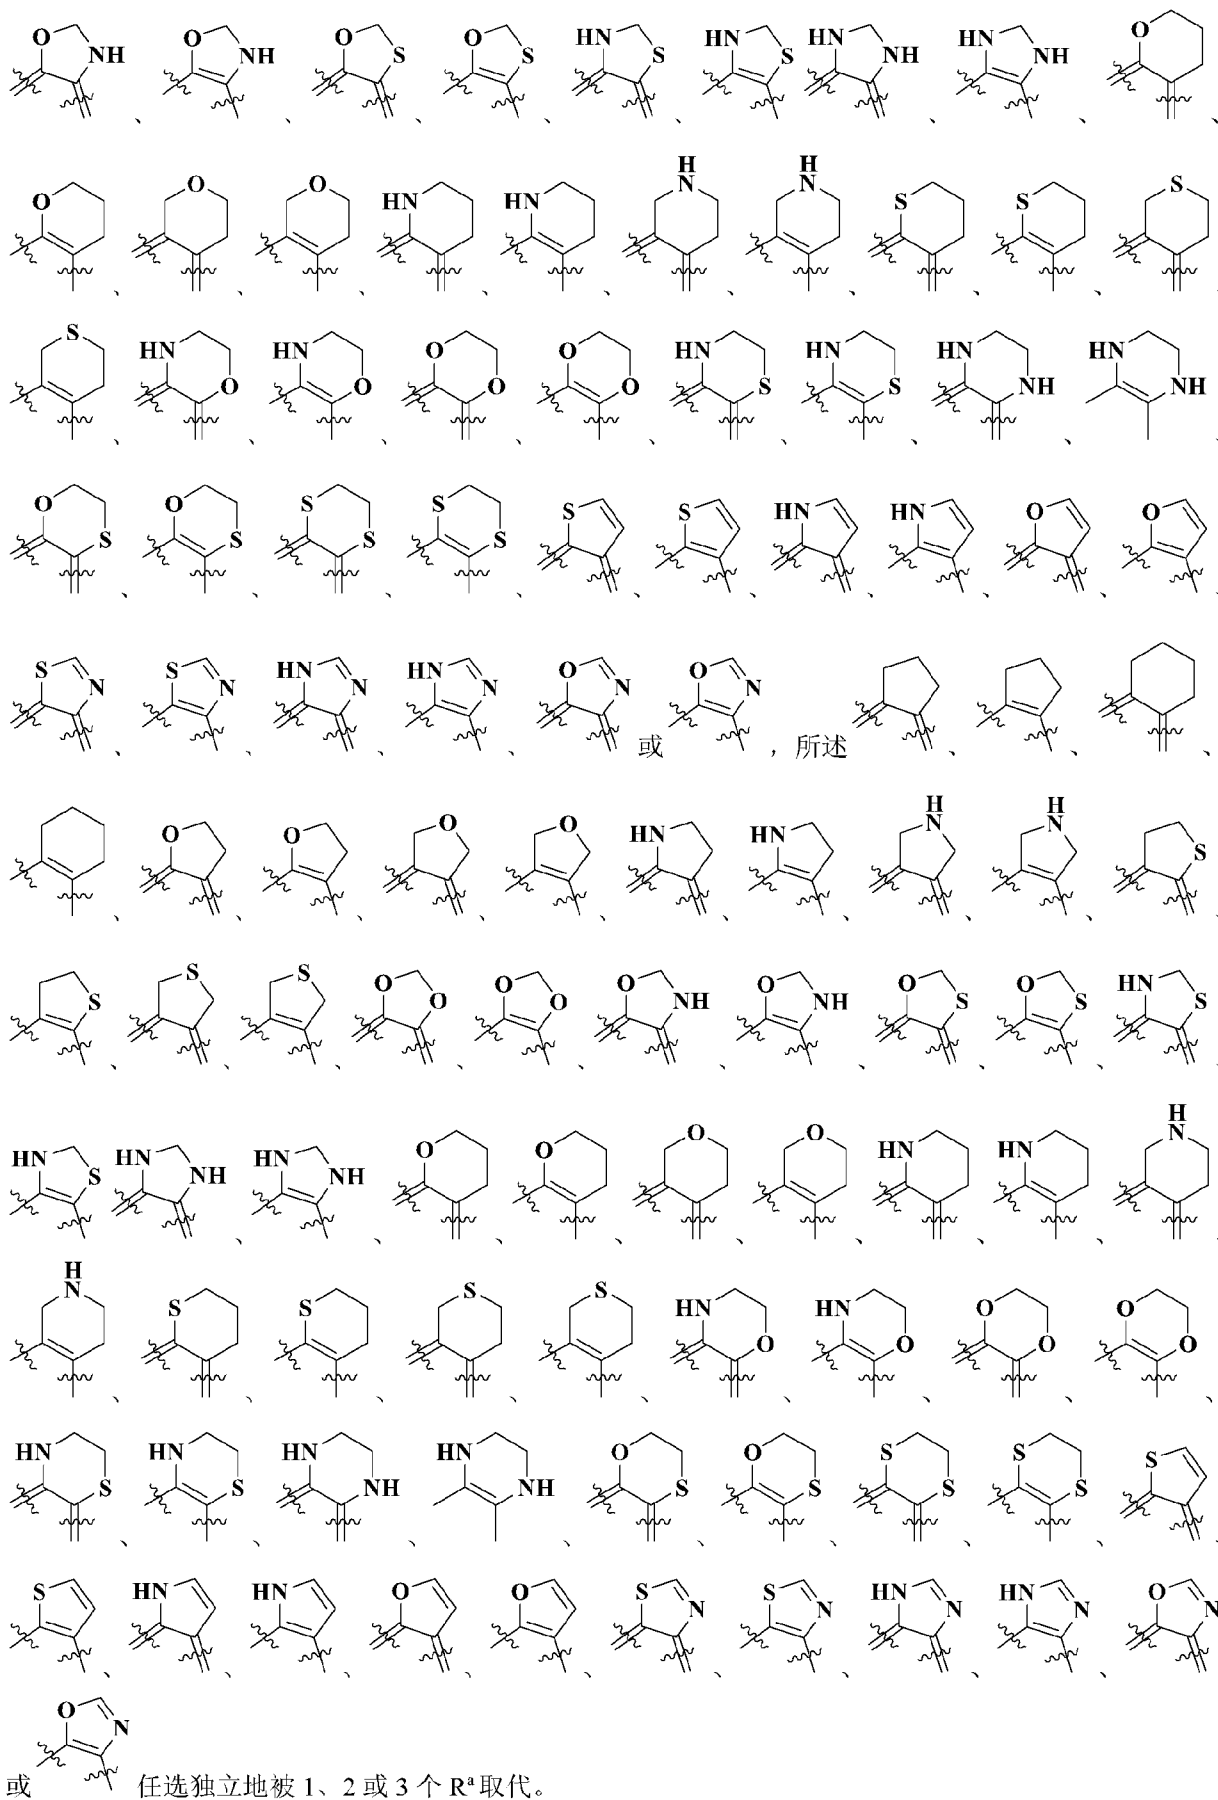 O NH 、 O NH 、 O S 、 O S 、 HN S 、 HN S HN NH 、 HN NH 、 O 、
O 、 O 、 O 、 HN 、 HN 、 H N 、 H N 、 S 、 S 、 S 、
S 、 HN O 、 HN O 、 O O 、 O O 、 HN S 、 HN S 、 HN NH 、 HN NH 、
O S 、 O S 、 S S 、 S S 、 S 、 S 、 HN 、 HN 、 O 、 O 、
S N 、 S N 、 HN N 、 HN N 、 O N 或 O N ，所述 、 、 、
、 O 、 O 、 O 、 O 、 HN 、 HN 、 H N 、 H N 、 S 、
S 、 S 、 S 、 O O 、 O O 、 O NH 、 O NH 、 O S 、 O S 、 HN S 、
HN S 、 HN NH 、 HN NH 、 O 、 O 、 O 、 O 、 HN 、 HN 、 H N 、
H N 、 S 、 S 、 S 、 S 、 HN O 、 HN O 、 O O 、 O O 、
HN S 、 HN S 、 HN NH 、 HN NH 、 O S 、 O S 、 S S 、 S S 、 S 、
S 、 HN 、 HN 、 O 、 O 、 S N 、 S N 、 HN N 、 HN N 、 O N
或 O N 任选独立地被 1、2 或 3 个 Rᵃ 取代。